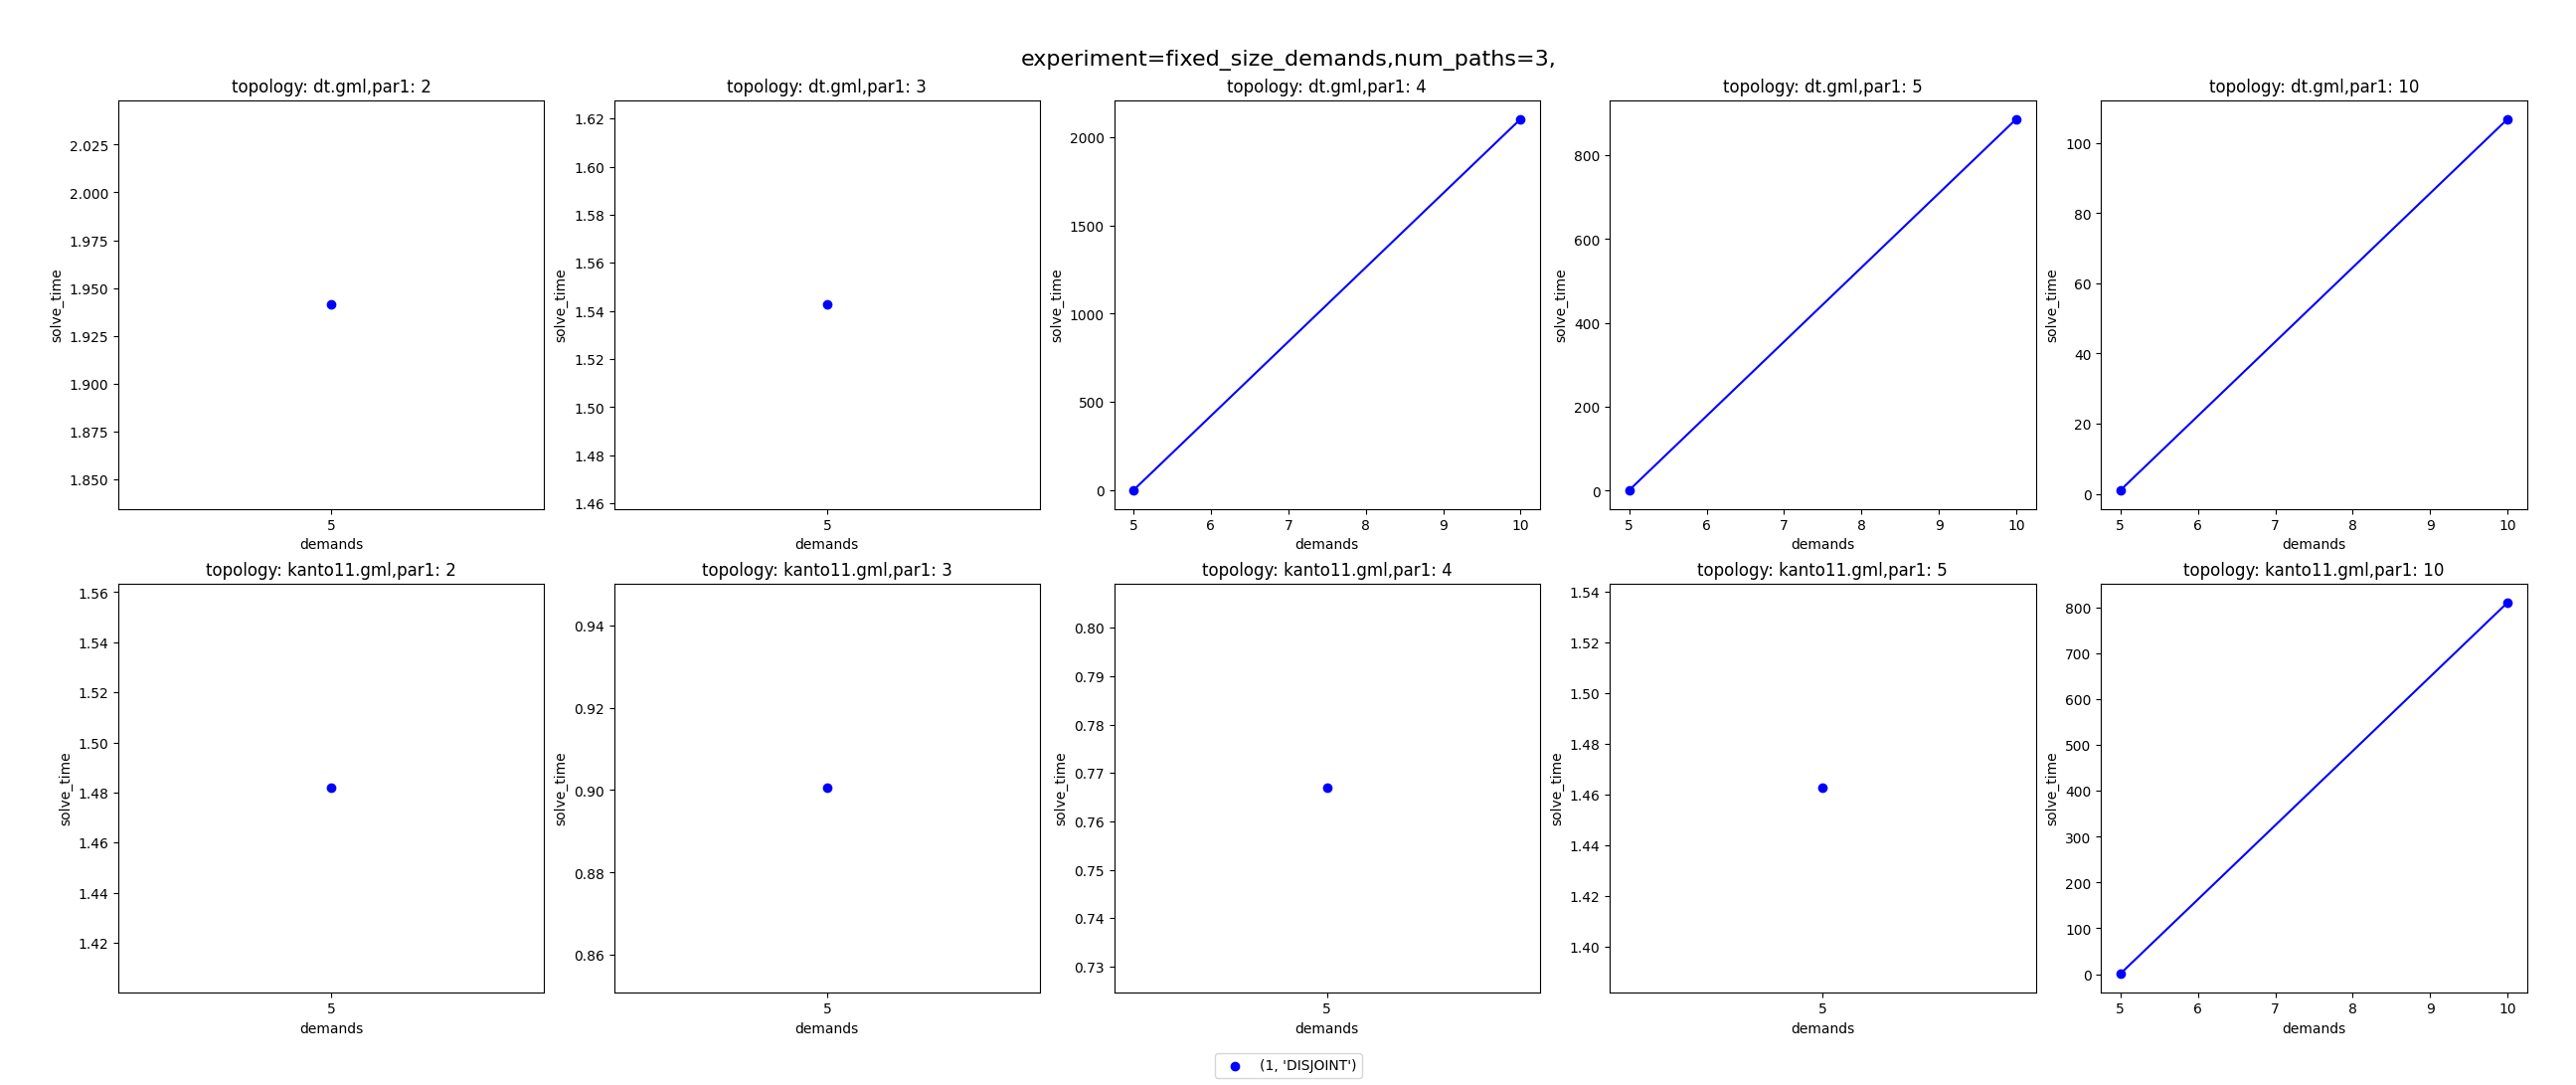 experiment=fixed_size_demands,num_paths=3,
topology: dt.gml,par1: 2
2.025
2.000
1.975
1.950
1.925
1.900
1.875
1.850
solve_time
5
demands
topology: dt.gml,par1: 3
1.62
1.60
1.58
1.56
1.54
1.52
1.50
1.48
1.46
solve_time
5
demands
topology: dt.gml,par1: 4
2000
1500
1000
500
0
solve_time
5 6 7 8 9 10
demands
topology: dt.gml,par1: 5
800
600
400
200
0
solve_time
5 6 7 8 9 10
demands
topology: dt.gml,par1: 10
100
80
60
40
20
0
solve_time
5 6 7 8 9 10
demands
topology: kanto11.gml,par1: 2
1.56
1.54
1.52
1.50
1.48
1.46
1.44
1.42
solve_time
5
demands
topology: kanto11.gml,par1: 3
0.94
0.92
0.90
0.88
0.86
solve_time
5
demands
topology: kanto11.gml,par1: 4
0.80
0.79
0.78
0.77
0.76
0.75
0.74
0.73
solve_time
5
demands
topology: kanto11.gml,par1: 5
1.54
1.52
1.50
1.48
1.46
1.44
1.42
1.40
solve_time
5
demands
topology: kanto11.gml,par1: 10
800
700
600
500
400
300
200
100
0
solve_time
5 6 7 8 9 10
demands
(1, 'DISJOINT')